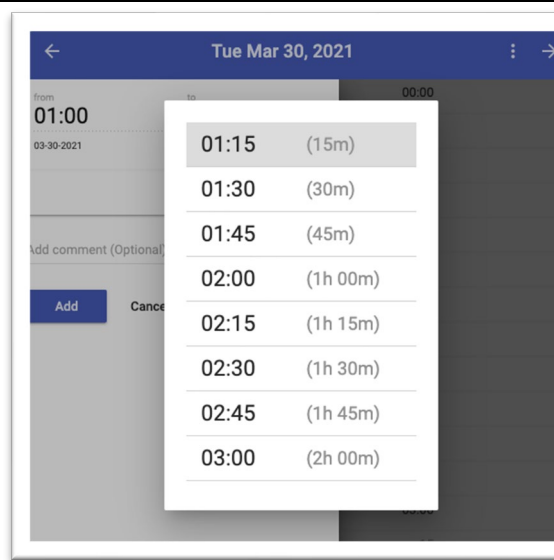 Tue Mar 30, 2021
from
to
01:00
03-30-2021
Add comment (Optional)
Add
Cance
01:15 (15m)
01:30 (30m)
01:45 (45m)
02:00 (1h 00m)
02:15 (1h 15m)
02:30 (1h 30m)
02:45 (1h 45m)
03:00 (2h 00m)
00:00